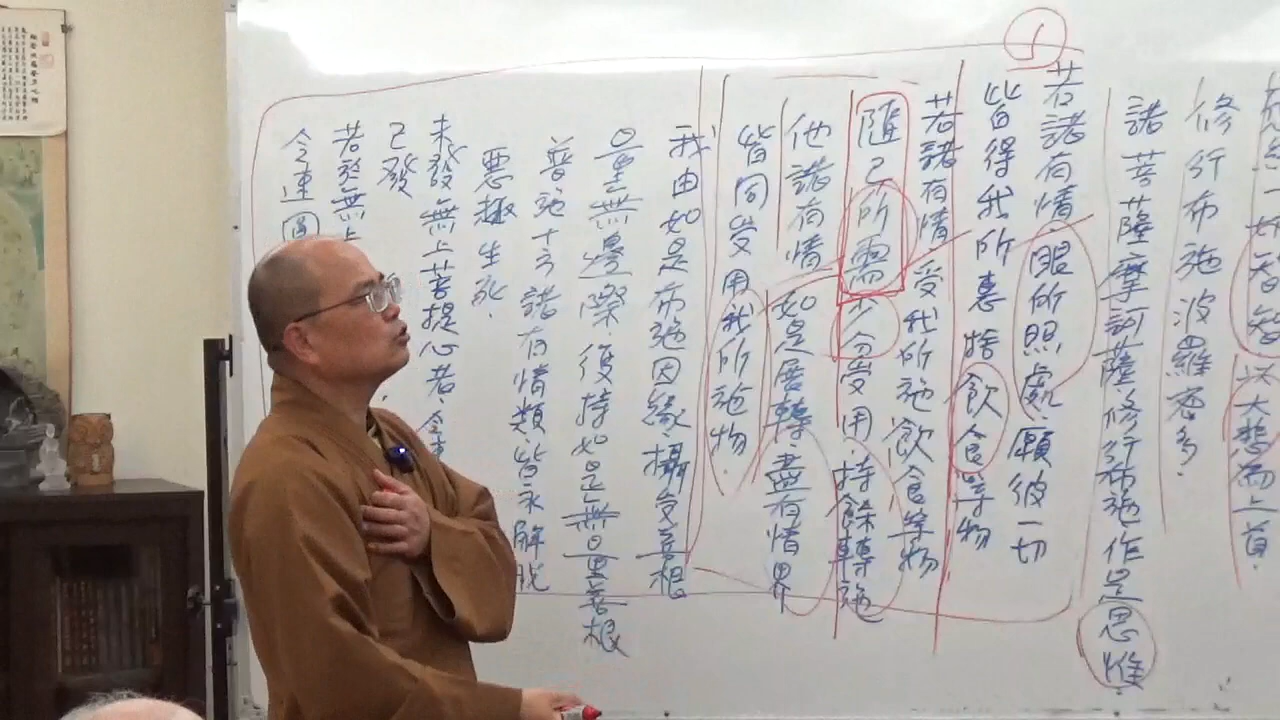 一切智智以大悲為上首．
修行布施波羅蜜多．
諸菩薩摩訶薩修行布施作是思惟．
1
若諸有情．眼所照處．願彼一切
皆得我所惠捨飲食等物
若諸有情受我所施飲食等物
隨己所需少分受用．持餘轉施
他諸有情如是展轉盡有情界
皆同受用我所施物．
我由如是布施因緣．攝受善根
量無邊際．復持如是無量善根
普施十方諸有情類．皆永解脫
惡趣生死．
未發無上菩提心者．令
已發
若發無上
令速圓